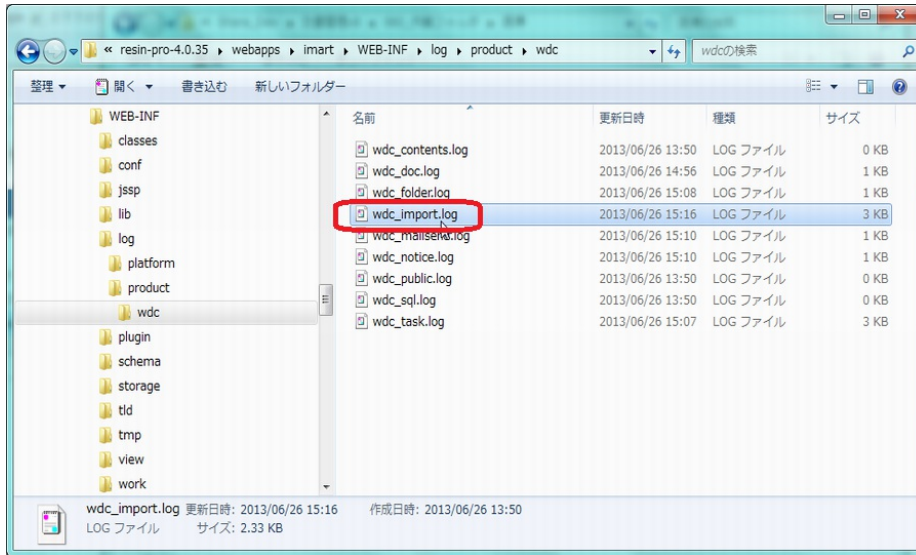 « resin-pro-4.0.35 ▸ webapps ▸ imart ▸ WEB-INF ▸ log ▸ product ▸ wdc wdcの検索
整理 ▼ 開く ▼ 書き込む 新しいフォルダー
WEB-INF
classes
conf
jssp
lib
log
platform
product
wdc
plugin
schema
storage
tld
tmp
view
work
名前 更新日時 種類 サイズ
wdc_contents.log 2013/06/26 13:50 LOG ファイル 0 KB
wdc_doc.log 2013/06/26 14:56 LOG ファイル 1 KB
wdc_folder.log 2013/06/26 15:08 LOG ファイル 1 KB
wdc_import.log 2013/06/26 15:16 LOG ファイル 3 KB
wdc_mailsend.log 2013/06/26 15:10 LOG ファイル 1 KB
wdc_notice.log 2013/06/26 15:10 LOG ファイル 1 KB
wdc_public.log 2013/06/26 13:50 LOG ファイル 0 KB
wdc_sql.log 2013/06/26 13:50 LOG ファイル 0 KB
wdc_task.log 2013/06/26 15:07 LOG ファイル 3 KB
wdc_import.log 更新日時: 2013/06/26 15:16 作成日時: 2013/06/26 13:50
LOG ファイル サイズ: 2.33 KB